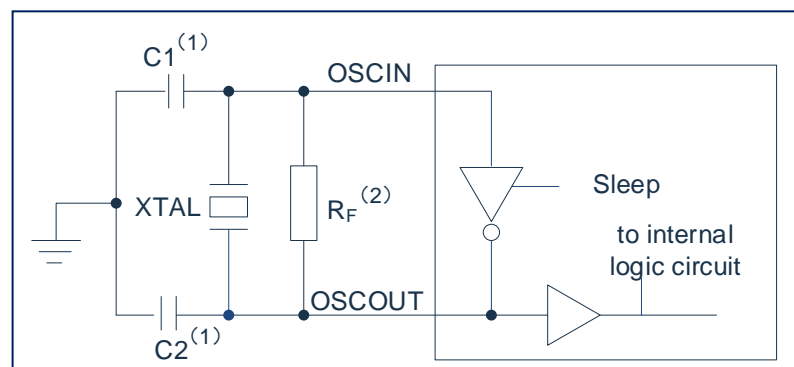 C1(1)
OSCIN
XTAL
RF(2)
Sleep
to internal
logic circuit
OSCOUT
C2(1)